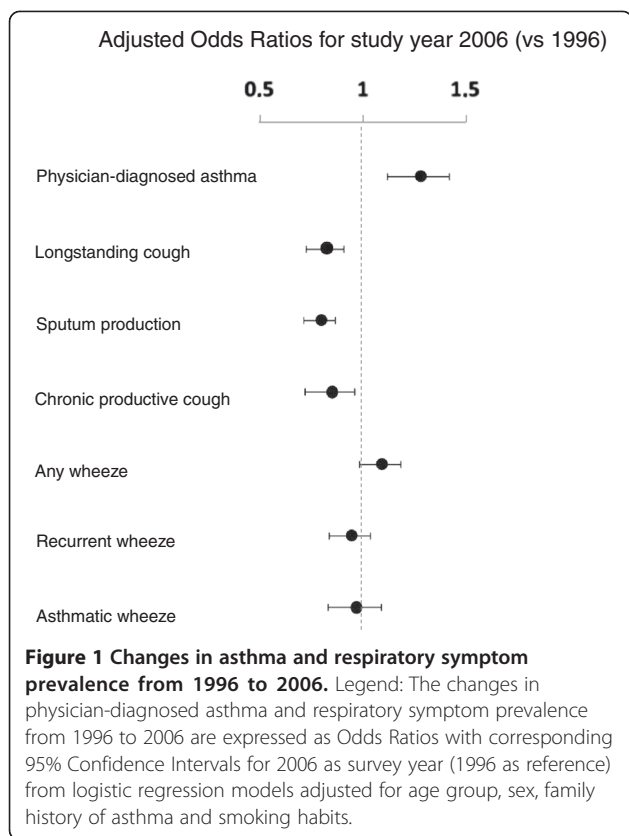 Adjusted Odds Ratios for study year 2006 (vs 1996)
0.5 1 1.5
Physician-diagnosed asthma
Longstanding cough
Sputum production
Chronic productive cough
Any wheeze
Recurrent wheeze
Asthmatic wheeze
Figure 1 Changes in asthma and respiratory symptom
prevalence from 1996 to 2006. Legend: The changes in
physician-diagnosed asthma and respiratory symptom prevalence
from 1996 to 2006 are expressed as Odds Ratios with corresponding
95% Confidence Intervals for 2006 as survey year (1996 as reference)
from logistic regression models adjusted for age group, sex, family
history of asthma and smoking habits.